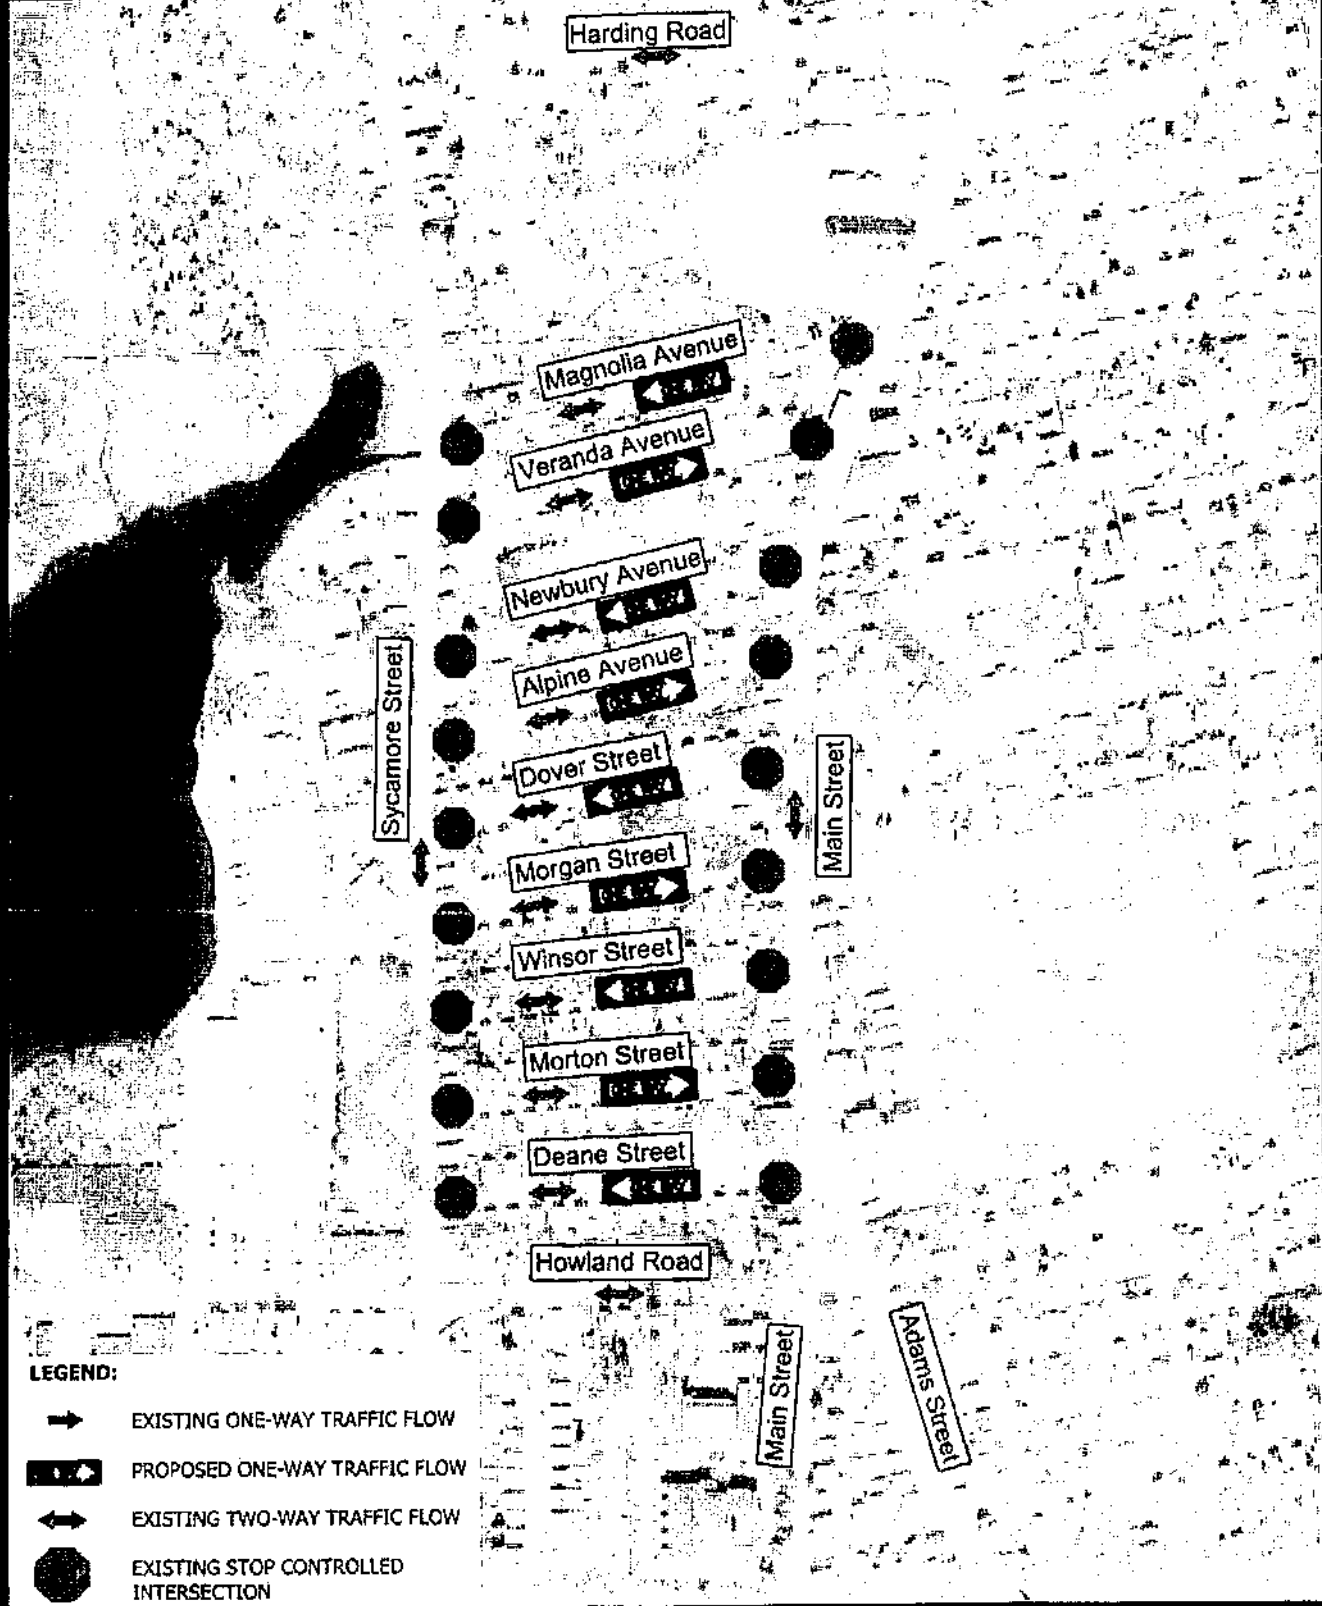 Harding Road
Magnolia Avenue
Veranda Avenue
Newbury Avenue
Alpine Avenue
Sycamore Street
Dover Street
Main Street
Morgan Street
Winsor Street
Morton Street
Deane Street
Howland Road
Main Street
Adams Street
LEGEND:
EXISTING ONE-WAY TRAFFIC FLOW
PROPOSED ONE-WAY TRAFFIC FLOW
EXISTING TWO-WAY TRAFFIC FLOW
EXISTING STOP CONTROLLED
INTERSECTION